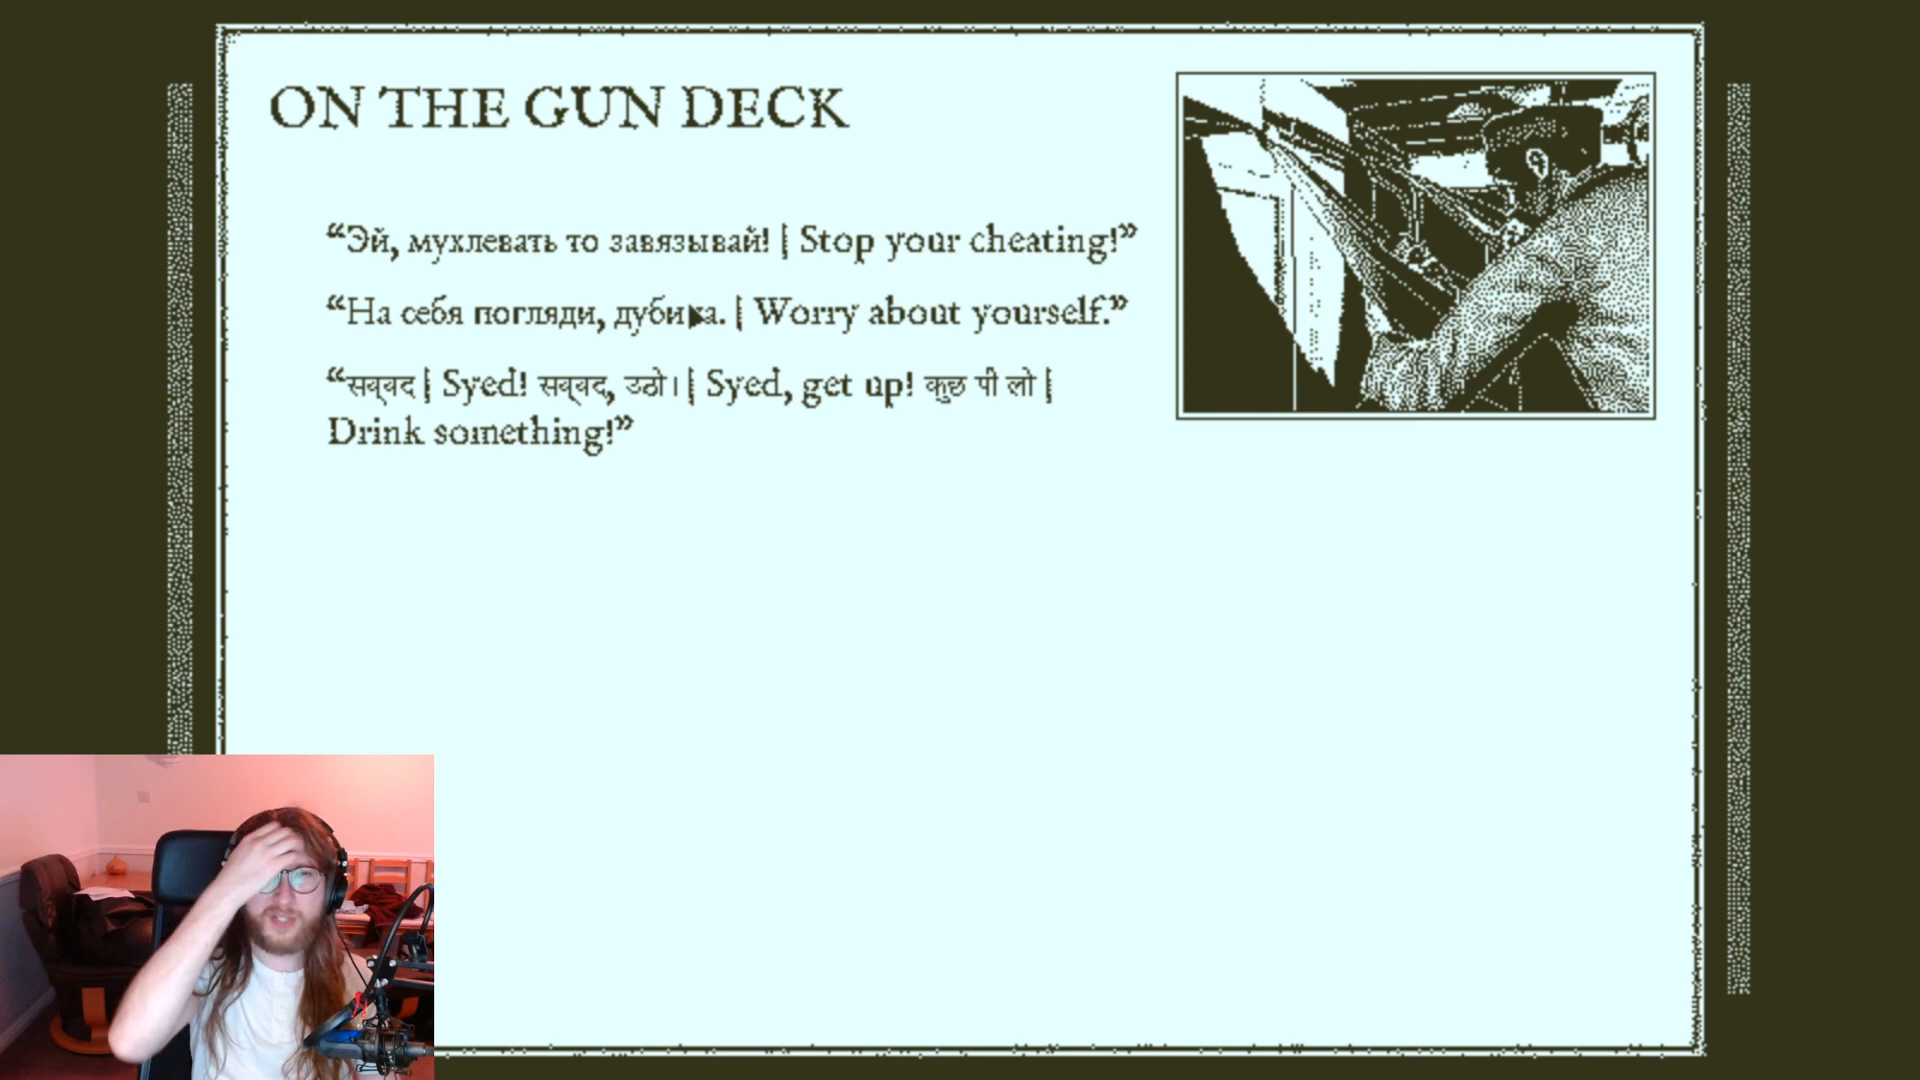 ON THE GUN DECK
“Эй, мухлевать то завязывай! | Stop your cheating!”
“На себя погляди, дубина. | Worry about yourself.”
“सय्यद | Syed! सय्यद, उठो। | Syed, get up! कुछ पी लो |
Drink something!”